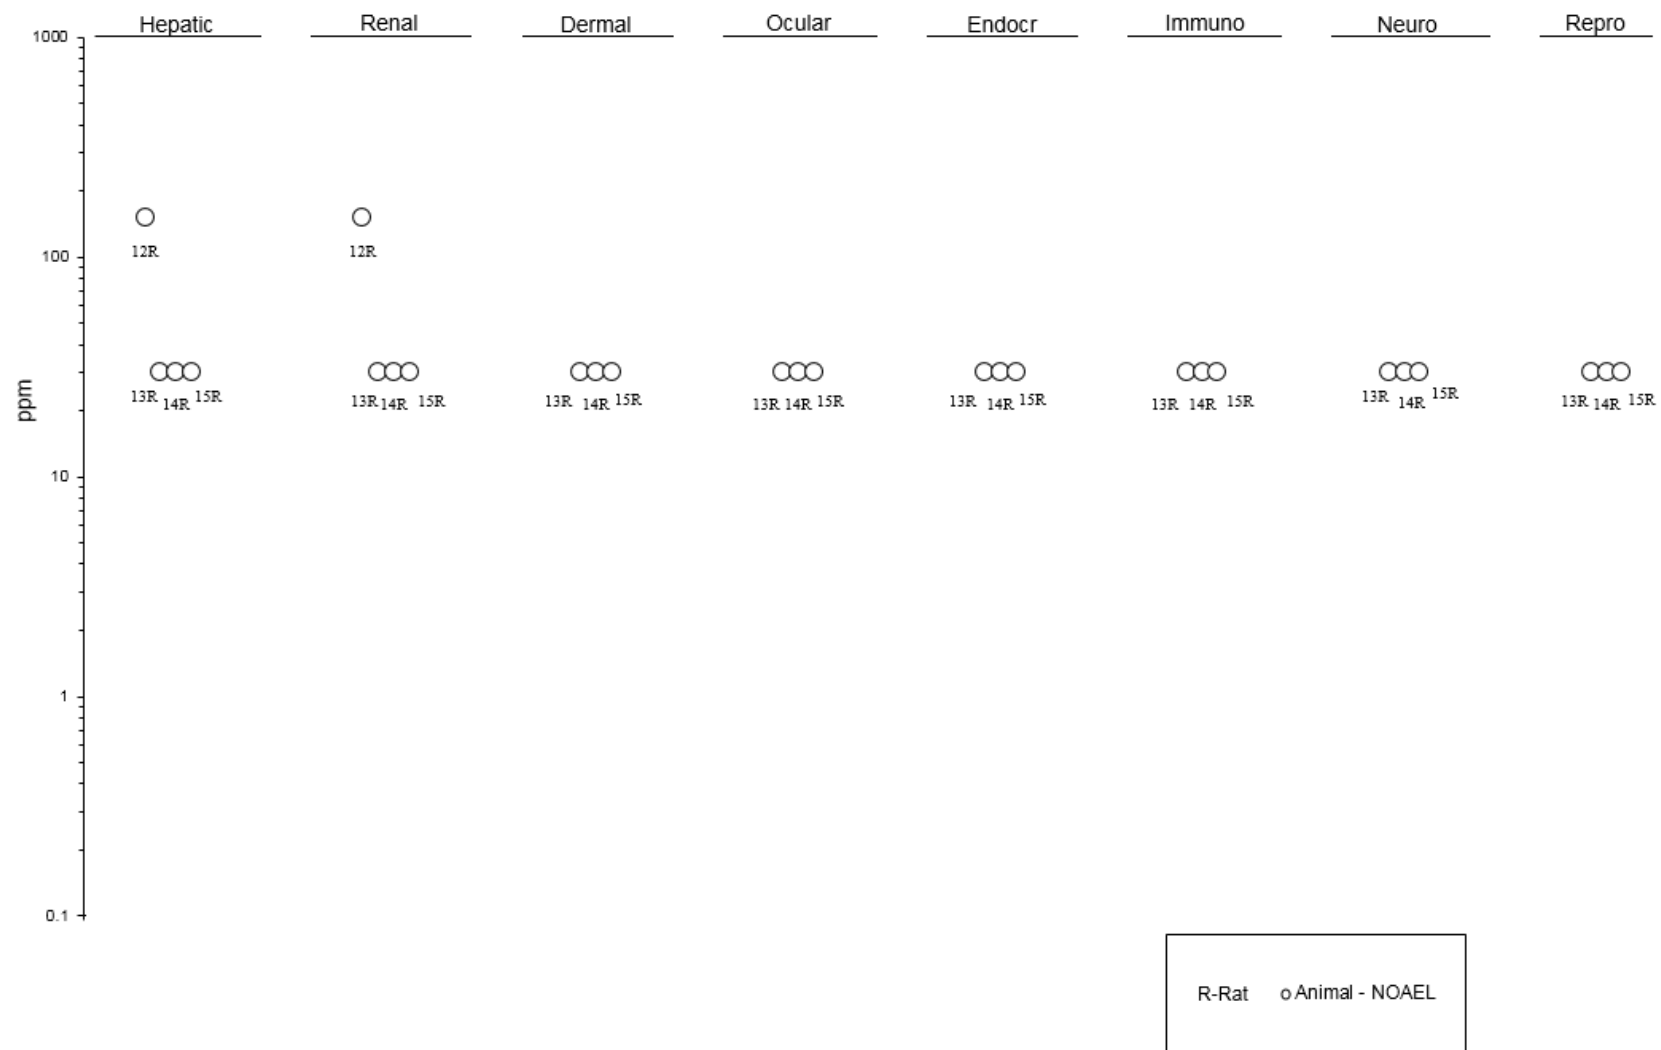 Hepatic Renal Dermal Ocular Endocr Immuno Neuro Repro
1000
12R 12R
100
ppm
13R 14R 15R 13R 14R 15R 13R 14R 15R 13R 14R 15R 13R 14R 15R 13R 14R 15R 13R 14R 15R 13R 14R 15R
10
1
0.1
R-Rat Animal - NOAEL